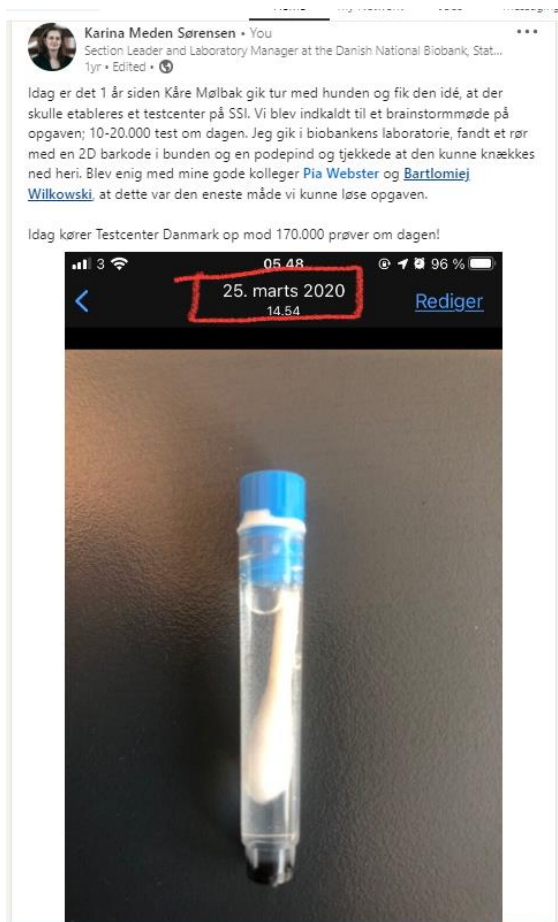 Karina Meden Sørensen • You
Section Leader and Laboratory Manager at the Danish National Biobank, Stat...
1yr • Edited •
Idag er det 1 år siden Kåre Mølbak gik tur med hunden og fik den idé, at der
skulle etableres et testcenter på SSI. Vi blev indkaldt til et brainstormmøde på
opgaven; 10-20.000 test om dagen. Jeg gik i biobankens laboratorie, fandt et rør
med en 2D barkode i bunden og en podepind og tjekkede at den kunne knækkes
ned heri. Blev enig med mine gode kolleger Pia Webster og Bartlomiej
Wilkowski, at dette var den eneste måde vi kunne løse opgaven.
Idag kører Testcenter Danmark op mod 170.000 prøver om dagen!
3 05.48 96 %
25. marts 2020
14.54
Rediger